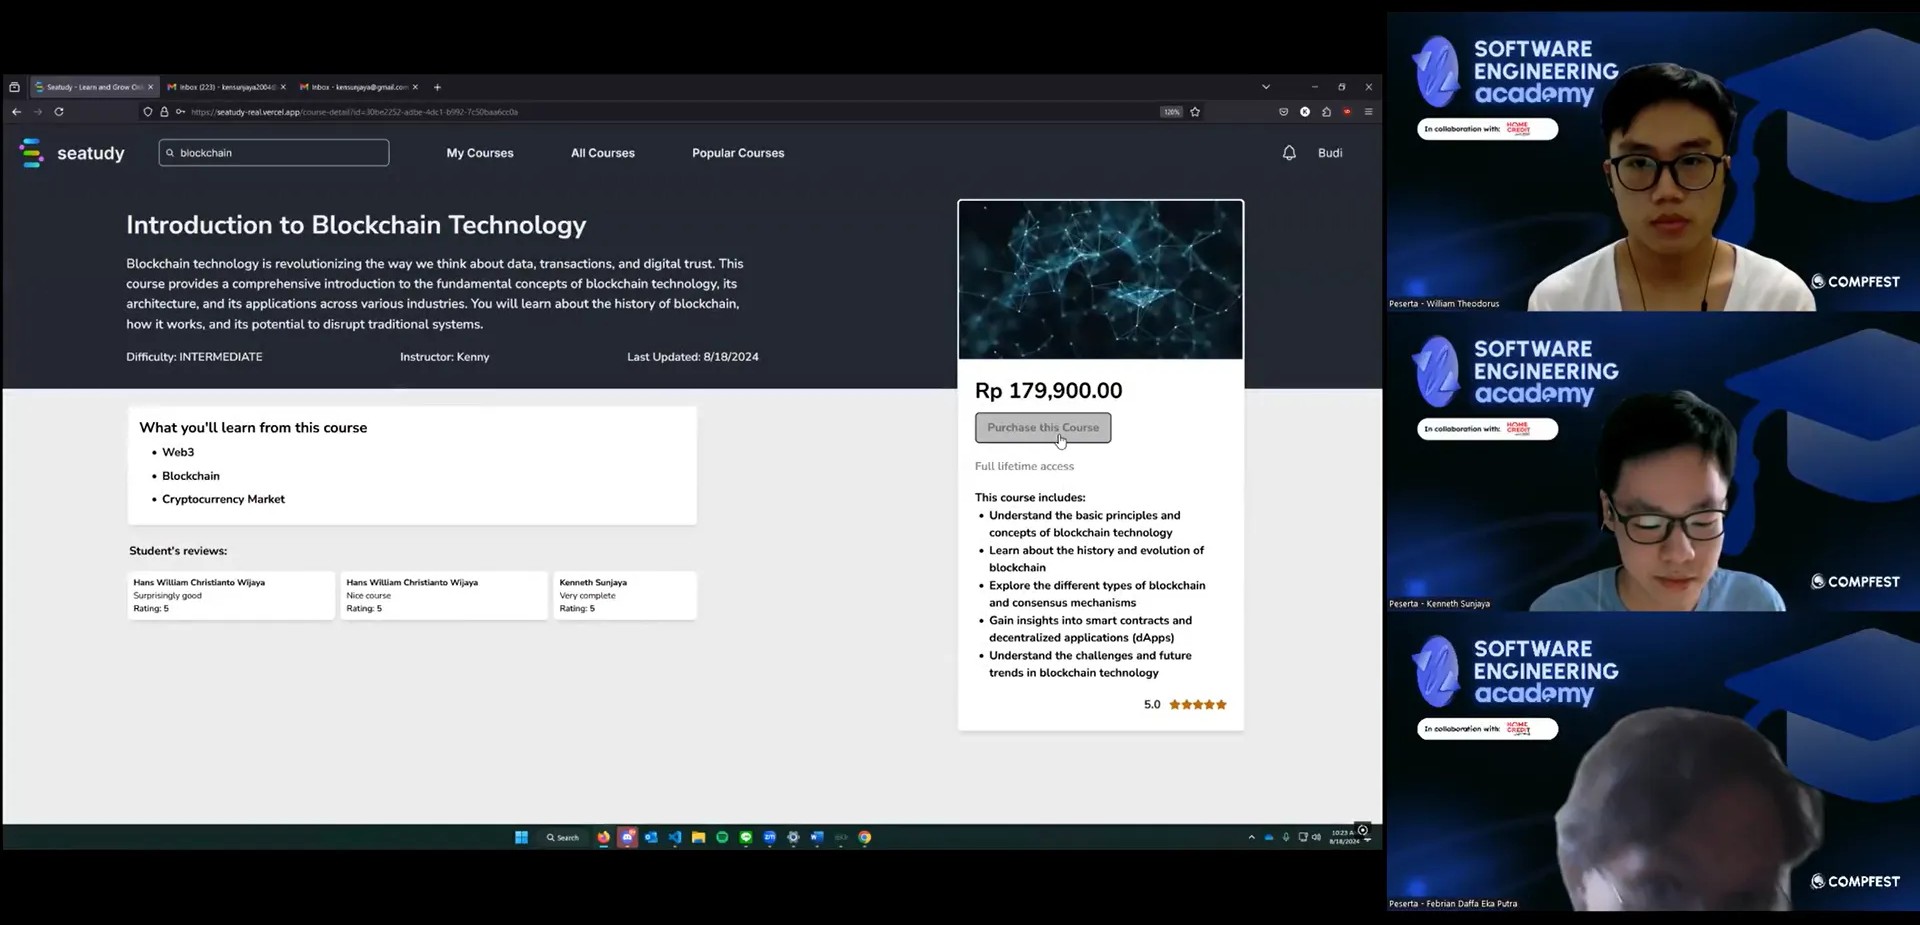 Seatudy - Learn and Grow Onli
Inbox (223) - kensunjaya2004@
Inbox - kensunjaya@gmail.com
https://seatudy-real.vercel.app/course-detail?id=30be2252-adbe-4dc1-b992-7c50baa6cc0a
120%
seatudy
blockchain
My Courses
All Courses
Popular Courses
Budi
Introduction to Blockchain Technology
Blockchain technology is revolutionizing the way we think about data, transactions, and digital trust. This
course provides a comprehensive introduction to the fundamental concepts of blockchain technology, its
architecture, and its applications across various industries. You will learn about the history of blockchain,
how it works, and its potential to disrupt traditional systems.
Difficulty: INTERMEDIATE
Instructor: Kenny
Last Updated: 8/18/2024
What you'll learn from this course
Web3
Blockchain
Cryptocurrency Market
Student's reviews:
Hans William Christianto Wijaya
Surprisingly good
Rating: 5
Hans William Christianto Wijaya
Nice course
Rating: 5
Kenneth Sunjaya
Very complete
Rating: 5
Rp 179,900.00
Purchase this Course
Full lifetime access
This course includes:
Understand the basic principles and
concepts of blockchain technology
Learn about the history and evolution of
blockchain
Explore the different types of blockchain
and consensus mechanisms
Gain insights into smart contracts and
decentralized applications (dApps)
Understand the challenges and future
trends in blockchain technology
5.0
Search
10:23 A
8/18/2024
SOFTWARE
ENGINEERING
academy
In collaboration with:
HOME
CREDIT
COMPFEST
Peserta - William Theodorus
SOFTWARE
ENGINEERING
academy
In collaboration with:
HOME
CREDIT
COMPFEST
Peserta - Kenneth Sunjaya
SOFTWARE
ENGINEERING
academy
In collaboration with:
HOME
CREDIT
COMPFEST
Peserta - Febrian Daffa Eka Putra